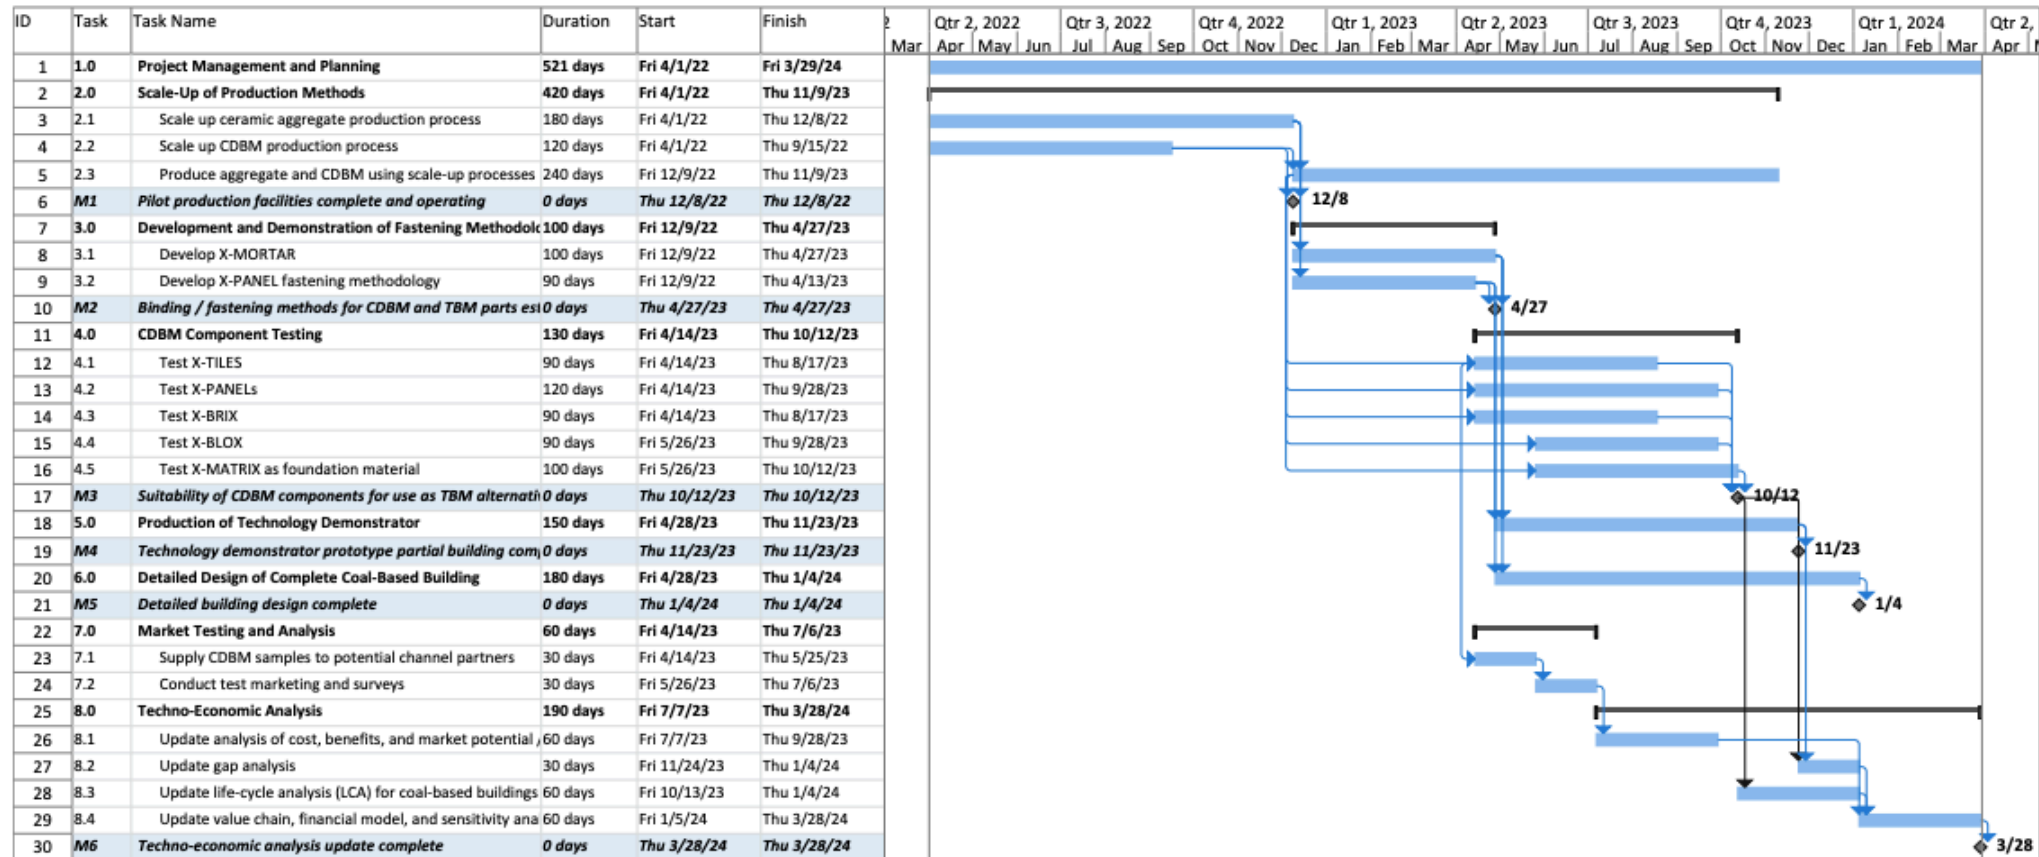 ID Task Task Name Duration Start Finish 2 Qtr 2, 2022 Qtr 3, 2022 Qtr 4, 2022 Qtr 1, 2023 Qtr 2, 2023 Qtr 3, 2023 Qtr 4, 2023 Qtr 1, 2024 Qtr 2,
Mar Apr May Jun Jul Aug Sep Oct Nov Dec Jan Feb Mar Apr May Jun Jul Aug Sep Oct Nov Dec Jan Feb Mar Apr
1 1.0 Project Management and Planning 521 days Fri 4/1/22 Fri 3/29/24
2 2.0 Scale-Up of Production Methods 420 days Fri 4/1/22 Thu 11/9/23
3 2.1 Scale up ceramic aggregate production process 180 days Fri 4/1/22 Thu 12/8/22
4 2.2 Scale up CDBM production process 120 days Fri 4/1/22 Thu 9/15/22
5 2.3 Produce aggregate and CDBM using scale-up processes 240 days Fri 12/9/22 Thu 11/9/23
6 M1 Pilot production facilities complete and operating 0 days Thu 12/8/22 Thu 12/8/22 12/8
7 3.0 Development and Demonstration of Fastening Methodolo 100 days Fri 12/9/22 Thu 4/27/23
8 3.1 Develop X-MORTAR 100 days Fri 12/9/22 Thu 4/27/23
9 3.2 Develop X-PANEL fastening methodology 90 days Fri 12/9/22 Thu 4/13/23
10 M2 Binding / fastening methods for CDBM and TBM parts est 0 days Thu 4/27/23 Thu 4/27/23 4/27
11 4.0 CDBM Component Testing 130 days Fri 4/14/23 Thu 10/12/23
12 4.1 Test X-TILES 90 days Fri 4/14/23 Thu 8/17/23
13 4.2 Test X-PANELs 120 days Fri 4/14/23 Thu 9/28/23
14 4.3 Test X-BRIX 90 days Fri 4/14/23 Thu 8/17/23
15 4.4 Test X-BLOX 90 days Fri 5/26/23 Thu 9/28/23
16 4.5 Test X-MATRIX as foundation material 100 days Fri 5/26/23 Thu 10/12/23
17 M3 Suitability of CDBM components for use as TBM alternati 0 days Thu 10/12/23 Thu 10/12/23 10/12
18 5.0 Production of Technology Demonstrator 150 days Fri 4/28/23 Thu 11/23/23
19 M4 Technology demonstrator prototype partial building com 0 days Thu 11/23/23 Thu 11/23/23 11/23
20 6.0 Detailed Design of Complete Coal-Based Building 180 days Fri 4/28/23 Thu 1/4/24
21 M5 Detailed building design complete 0 days Thu 1/4/24 Thu 1/4/24 1/4
22 7.0 Market Testing and Analysis 60 days Fri 4/14/23 Thu 7/6/23
23 7.1 Supply CDBM samples to potential channel partners 30 days Fri 4/14/23 Thu 5/25/23
24 7.2 Conduct test marketing and surveys 30 days Fri 5/26/23 Thu 7/6/23
25 8.0 Techno-Economic Analysis 190 days Fri 7/7/23 Thu 3/28/24
26 8.1 Update analysis of cost, benefits, and market potential 60 days Fri 7/7/23 Thu 9/28/23
27 8.2 Update gap analysis 30 days Fri 11/24/23 Thu 1/4/24
28 8.3 Update life-cycle analysis (LCA) for coal-based buildings 60 days Fri 10/13/23 Thu 1/4/24
29 8.4 Update value chain, financial model, and sensitivity ana 60 days Fri 1/5/24 Thu 3/28/24
30 M6 Techno-economic analysis update complete 0 days Thu 3/28/24 Thu 3/28/24 3/28